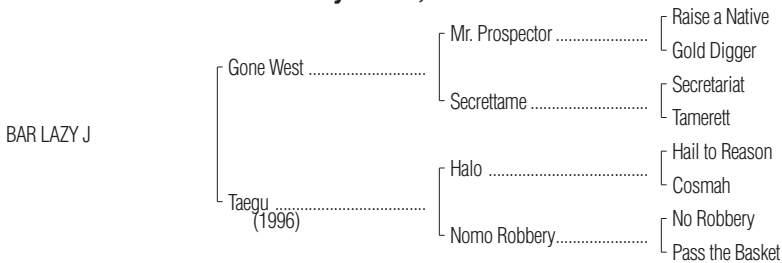 Raise a Native
Mr. Prospector
Gold Digger
Gone West
Secretariat
Secrettame
Tamerett
BAR LAZY J
Hail to Reason
Halo
Cosmah
Taegu
(1996)
No Robbery
Nomo Robbery
Pass the Basket